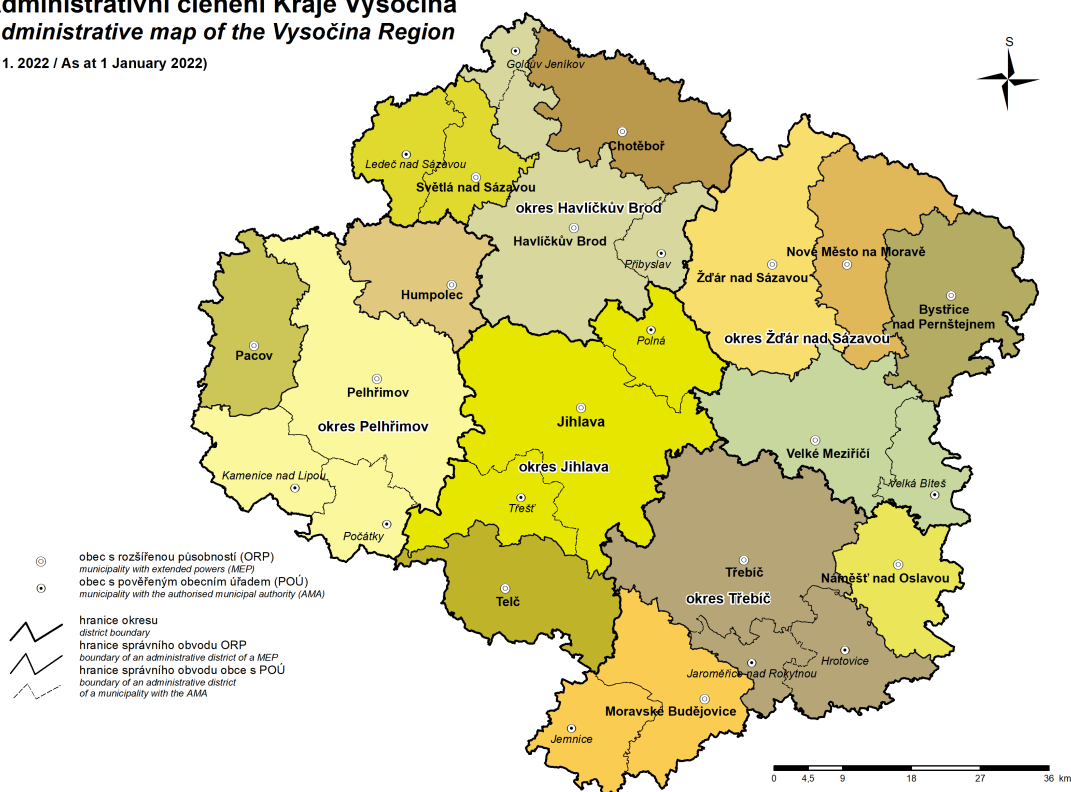 dministrativní členění Kraje Vysočina
dministrative map of the Vysočina Region
1. 2022 / As at 1 January 2022)
S
Golčův Jeníkov
Chotěboř
Ledeč nad Sázavou
Světlá nad Sázavou
okres Havlíčkův Brod
Havlíčkův Brod
Přibyslav
Nové Město na Moravě
Žďár nad Sázavou
Humpolec
Bystřice
nad Pernštejnem
okres Žďár nad Sázavou
Polná
Pacov
Pelhřimov
okres Pelhřimov
Jihlava
Velké Meziříčí
okres Jihlava
Kamenice nad Lipou
Velká Bíteš
Třešť
Počátky
obec s rozšířenou působností (ORP)
municipality with extended powers (MEP)
obec s pověřeným obecním úřadem (POÚ)
municipality with the authorised municipal authority (AMA)
Třebíč
Náměšť nad Oslavou
okres Třebíč
Telč
hranice okresu
district boundary
hranice správního obvodu ORP
boundary of an administrative district of a MEP
hranice správního obvodu obce s POÚ
boundary of an administrative district
of a municipality with the AMA
Hrotovice
Jaroměřice nad Rokytnou
Moravské Budějovice
Jemnice
0 4,5 9 18 27 36 km